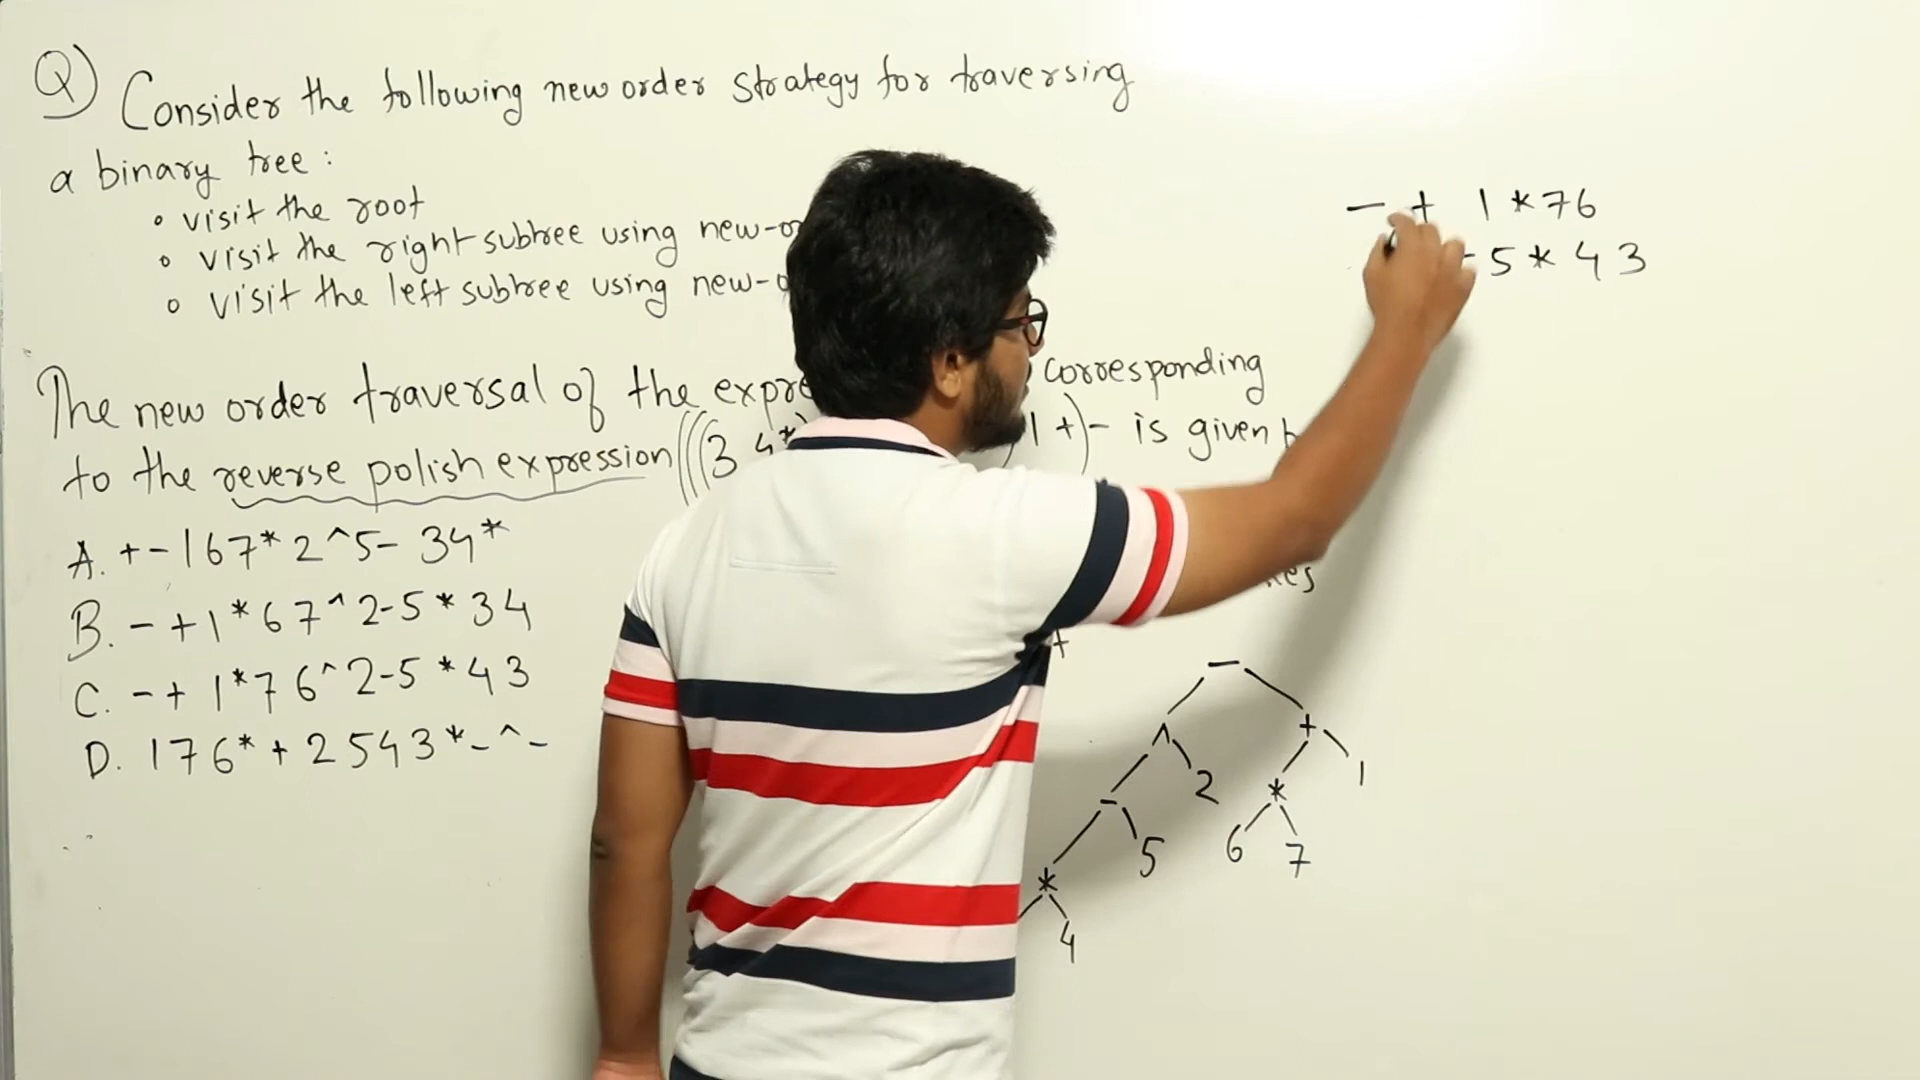 Q) Consider the following new order strategy for traversing
a binary tree:
• visit the root
• visit the right subtree using new-
• visit the left subtree using new-
The new order traversal of the corresponding
to the reverse polish expression (((3 4* 1 +) - is given
A. + - 1 6 7 * 2 ^ 5 - 3 4 *
B. - + 1 * 6 7 ^ 2 - 5 * 3 4
C. - + 1 * 7 6 ^ 2 - 5 * 4 3
D. 1 7 6 * + 2 5 4 3 * - ^ -
- + 1 * 7 6
- 5 * 4 3
+
-
^ +
2 * 1
- 5 6 7
*
4